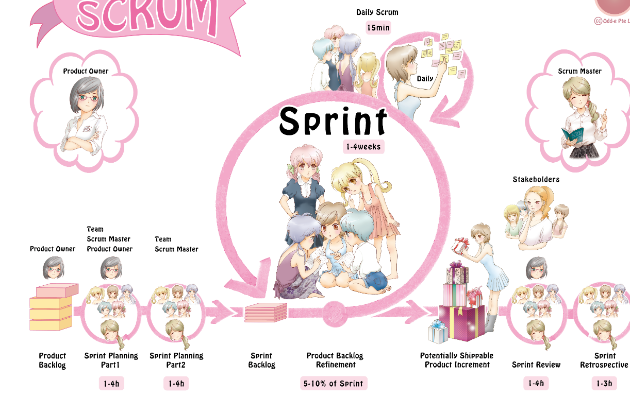 SCRUM
Daily Scrum
15min
Daily
Product Owner
Scrum Master
Sprint
1-4weeks
Stakeholders
Team
Scrum Master
Product Owner
Product Owner
Team
Scrum Master
Product
Backlog
Sprint Planning
Part1
1-4h
Sprint Planning
Part2
1-4h
Sprint
Backlog
Product Backlog
Refinement
5-10% of Sprint
Potentially Shippable
Product Increment
Sprint Review
1-4h
Sprint
Retrospective
1-3h